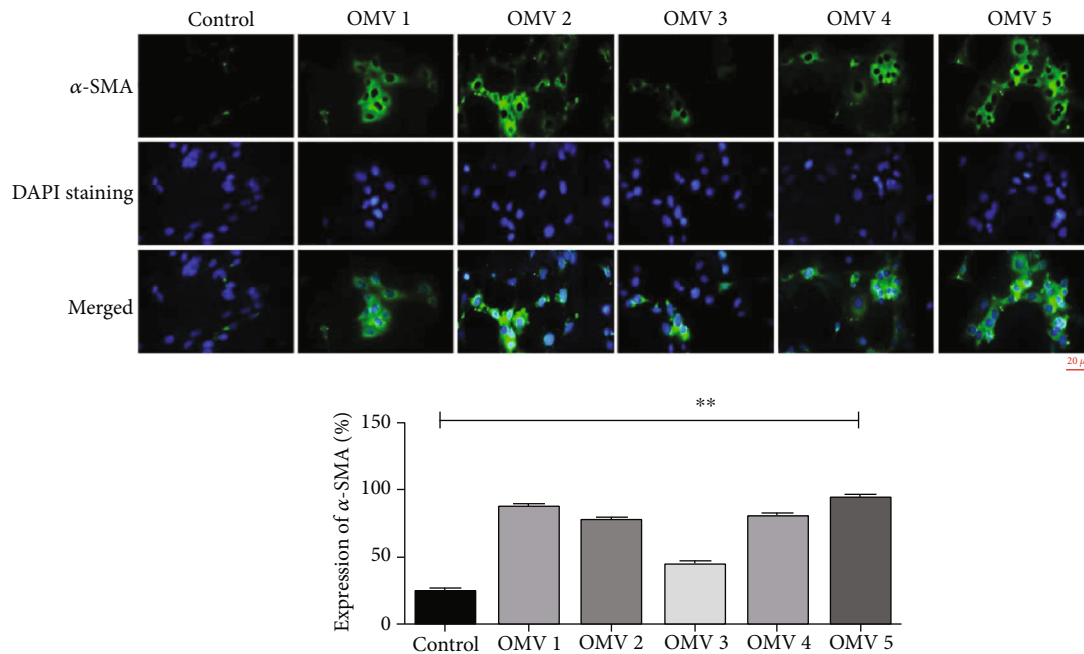 Control OMV 1 OMV 2 OMV 3 OMV 4 OMV 5
α-SMA
DAPI staining
Merged
20 μ
**
Expression of α-SMA (%)
150
100
50
0
Control OMV 1 OMV 2 OMV 3 OMV 4 OMV 5